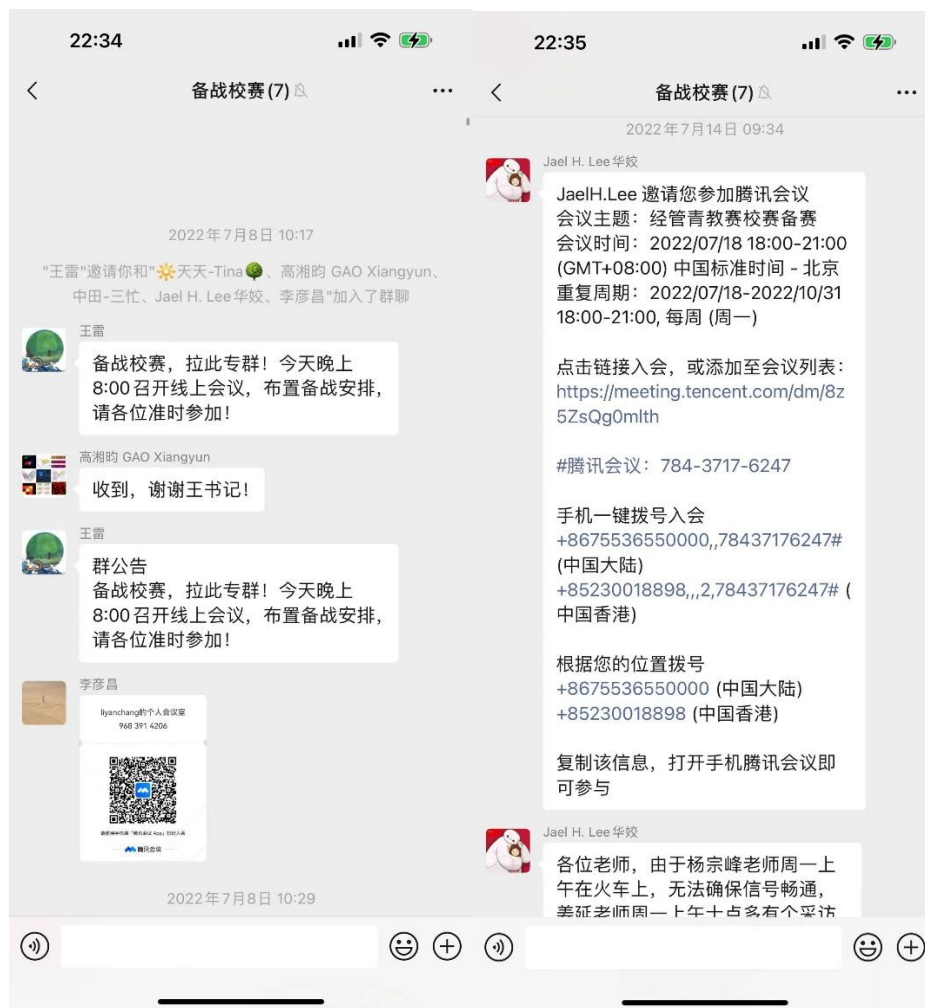 22:34
备战校赛(7)
2022年7月8日 10:17
"王雷"邀请你和"☀️天天-Tina🌳、高湘昀 GAO Xiangyun、
中田-三忙、Jael H. Lee华姣、李彦昌"加入了群聊
王雷
备战校赛，拉此专群！今天晚上
8:00召开线上会议，布置备战安排，
请各位准时参加！
高湘昀 GAO Xiangyun
收到，谢谢王书记！
王雷
群公告
备战校赛，拉此专群！今天晚上
8:00召开线上会议，布置备战安排，
请各位准时参加！
李彦昌
liyanchang的个人会议室
968 391 4206
腾讯会议
2022年7月8日 10:29
22:35
备战校赛(7)
2022年7月14日 09:34
Jael H. Lee华姣
JaelH.Lee 邀请您参加腾讯会议
会议主题：经管青教赛校赛备赛
会议时间：2022/07/18 18:00-21:00
(GMT+08:00) 中国标准时间 - 北京
重复周期：2022/07/18-2022/10/31
18:00-21:00, 每周 (周一)
点击链接入会，或添加至会议列表：
https://meeting.tencent.com/dm/8z
5ZsQg0mlth
#腾讯会议：784-3717-6247
手机一键拨号入会
+8675536550000,,78437176247#
(中国大陆)
+85230018898,,,2,78437176247# (
中国香港)
根据您的位置拨号
+8675536550000 (中国大陆)
+85230018898 (中国香港)
复制该信息，打开手机腾讯会议即
可参与
Jael H. Lee华姣
各位老师，由于杨宗峰老师周一上
午在火车上，无法确保信号畅通，
姜延老师周一上午十点多有个采访